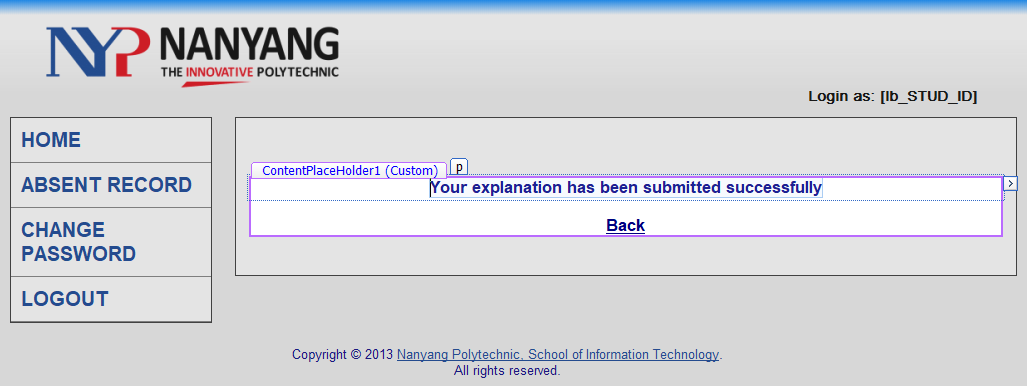 NYP NANYANG
THE INNOVATIVE POLYTECHNIC
Login as: [lb_STUD_ID]
HOME
ABSENT RECORD
CHANGE
PASSWORD
LOGOUT
ContentPlaceHolder1 (Custom)
p
Your explanation has been submitted successfully
>
Back
Copyright © 2013 Nanyang Polytechnic, School of Information Technology.
All rights reserved.